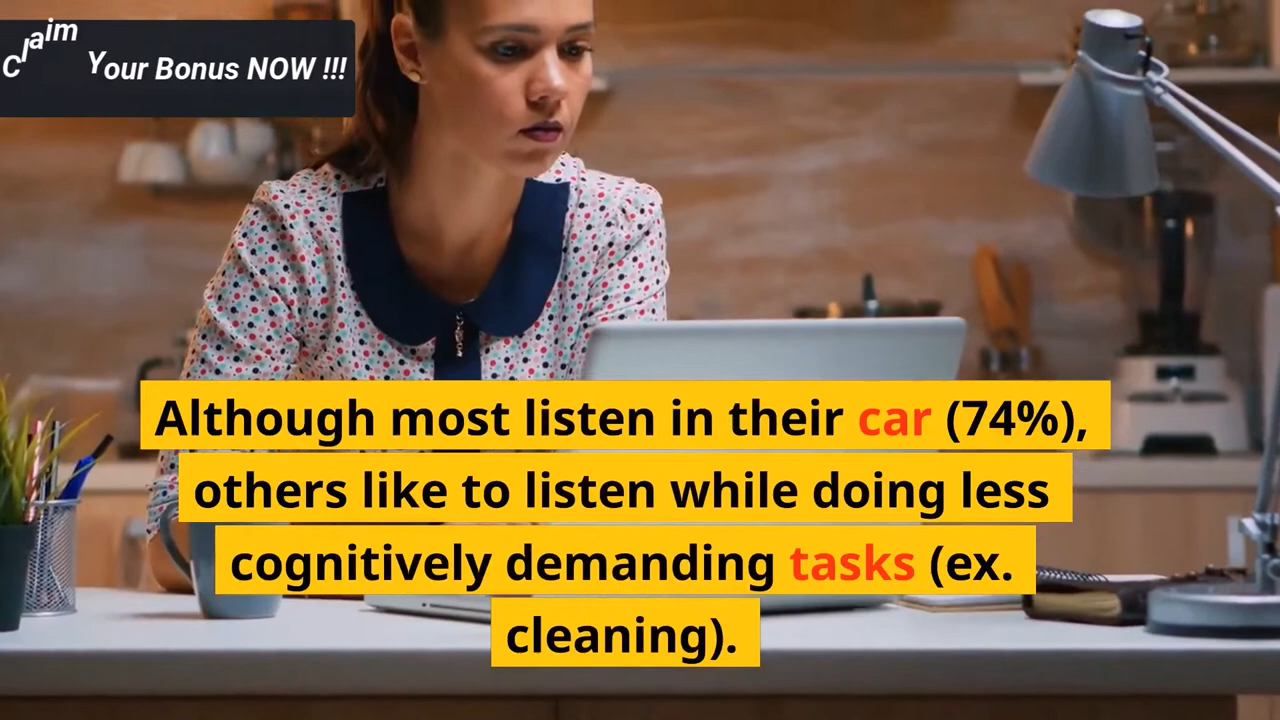 Claim Your Bonus NOW !!!
Although most listen in their car (74%),
others like to listen while doing less
cognitively demanding tasks (ex.
cleaning).